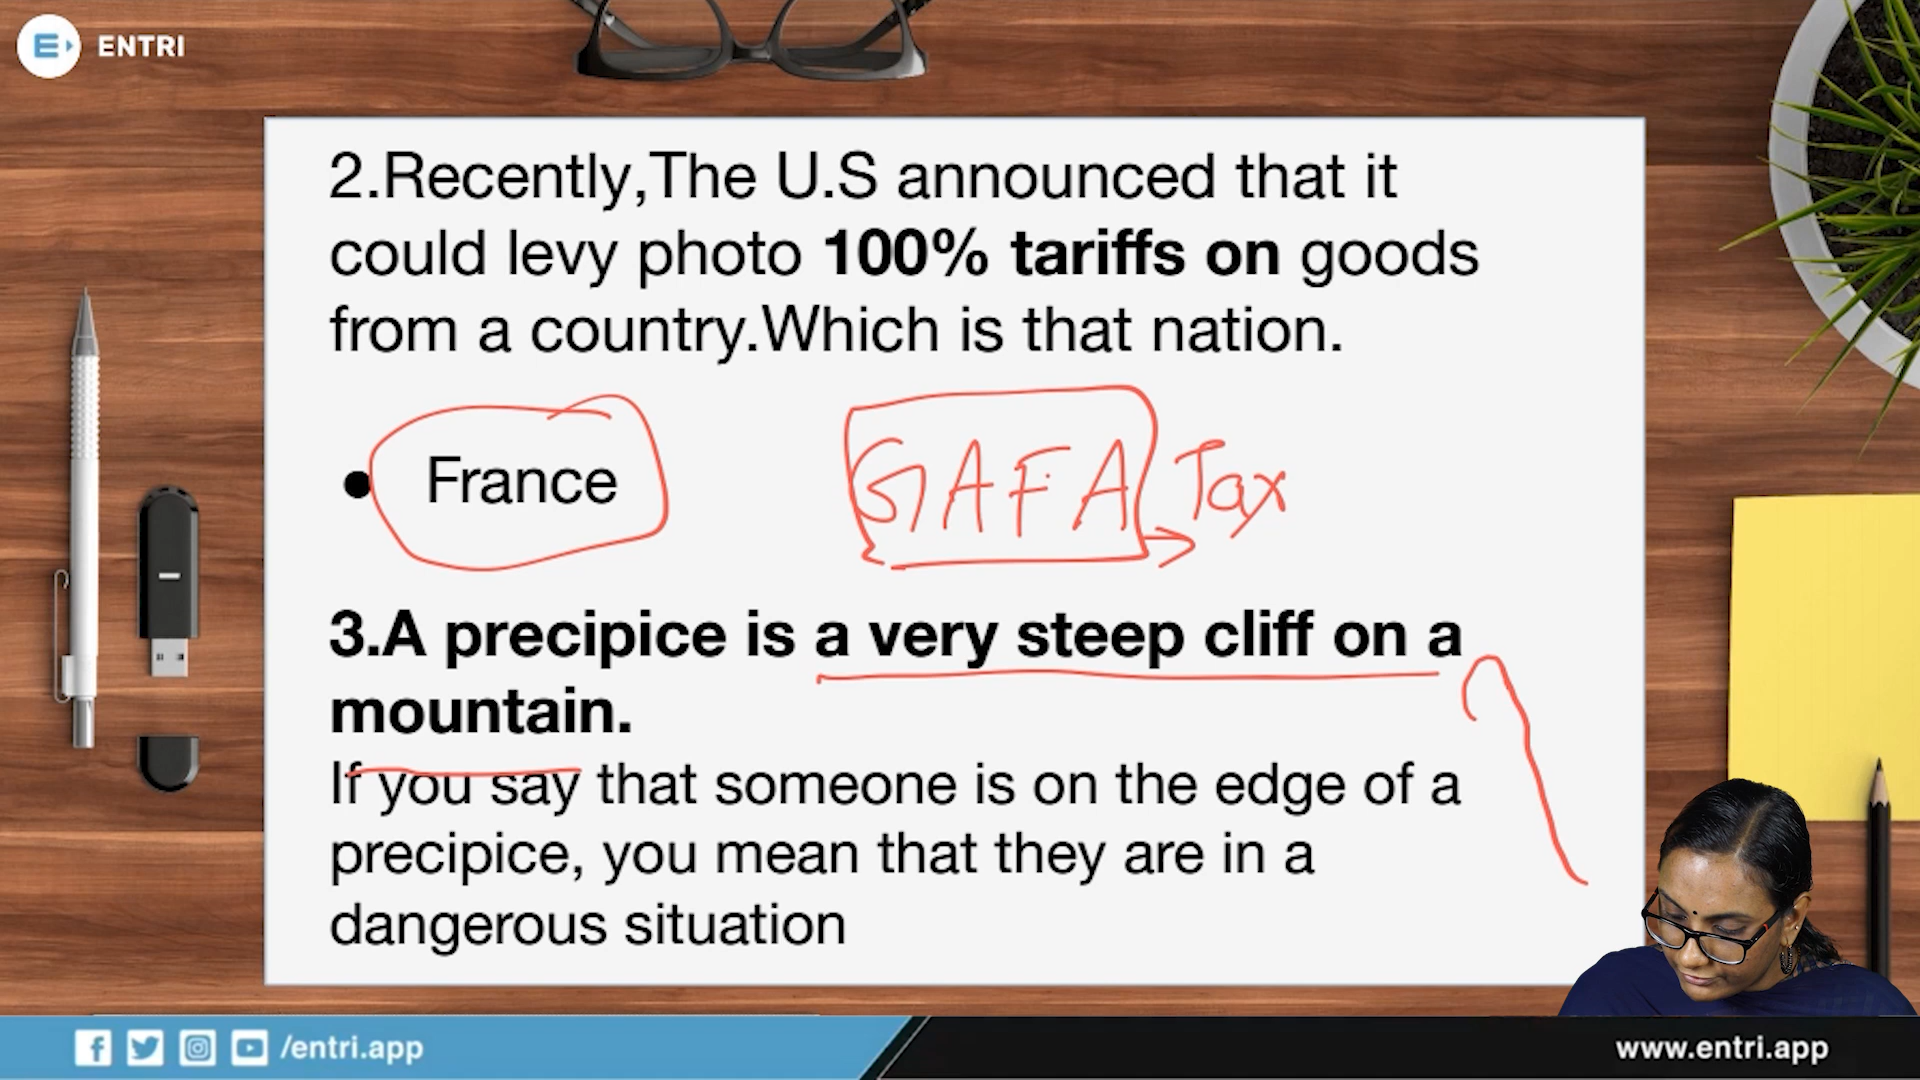 ENTRI
2.Recently,The U.S announced that it
could levy photo 100% tariffs on goods
from a country.Which is that nation.
• France
GAFA Tax
3.A precipice is a very steep cliff on a
mountain.
If you say that someone is on the edge of a
precipice, you mean that they are in a
dangerous situation
/entri.app
www.entri.app